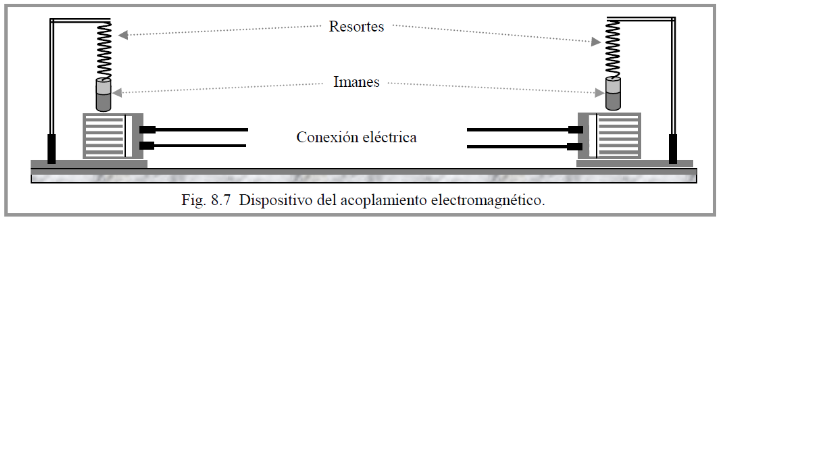 Resortes
Imanes
Conexión eléctrica
Fig. 8.7 Dispositivo del acoplamiento electromagnético.